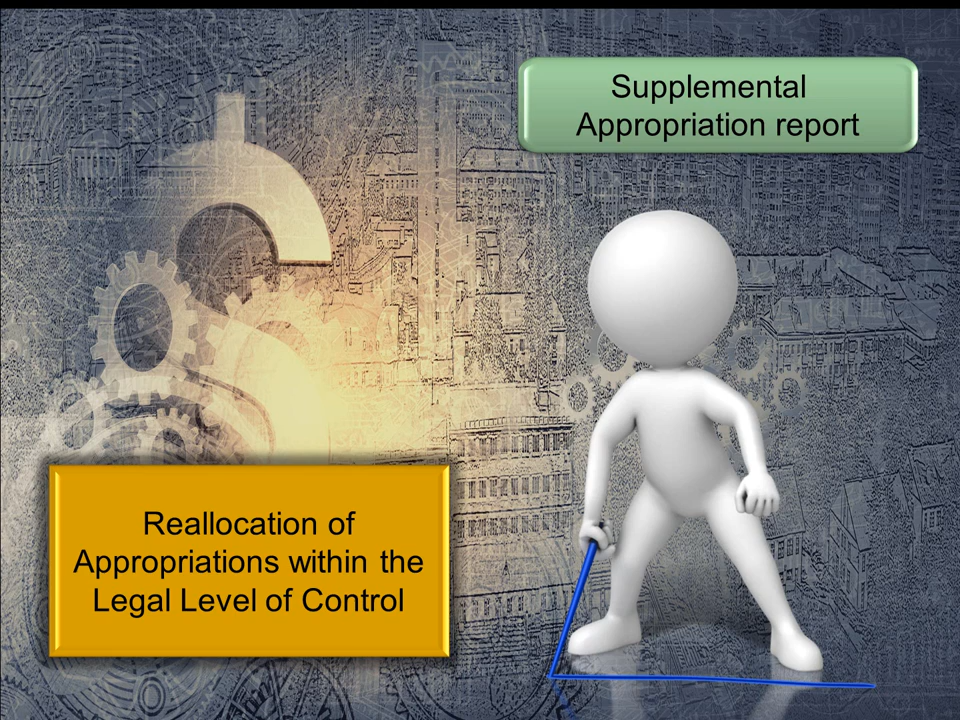 Supplemental
Appropriation report
Reallocation of
Appropriations within the
Legal Level of Control